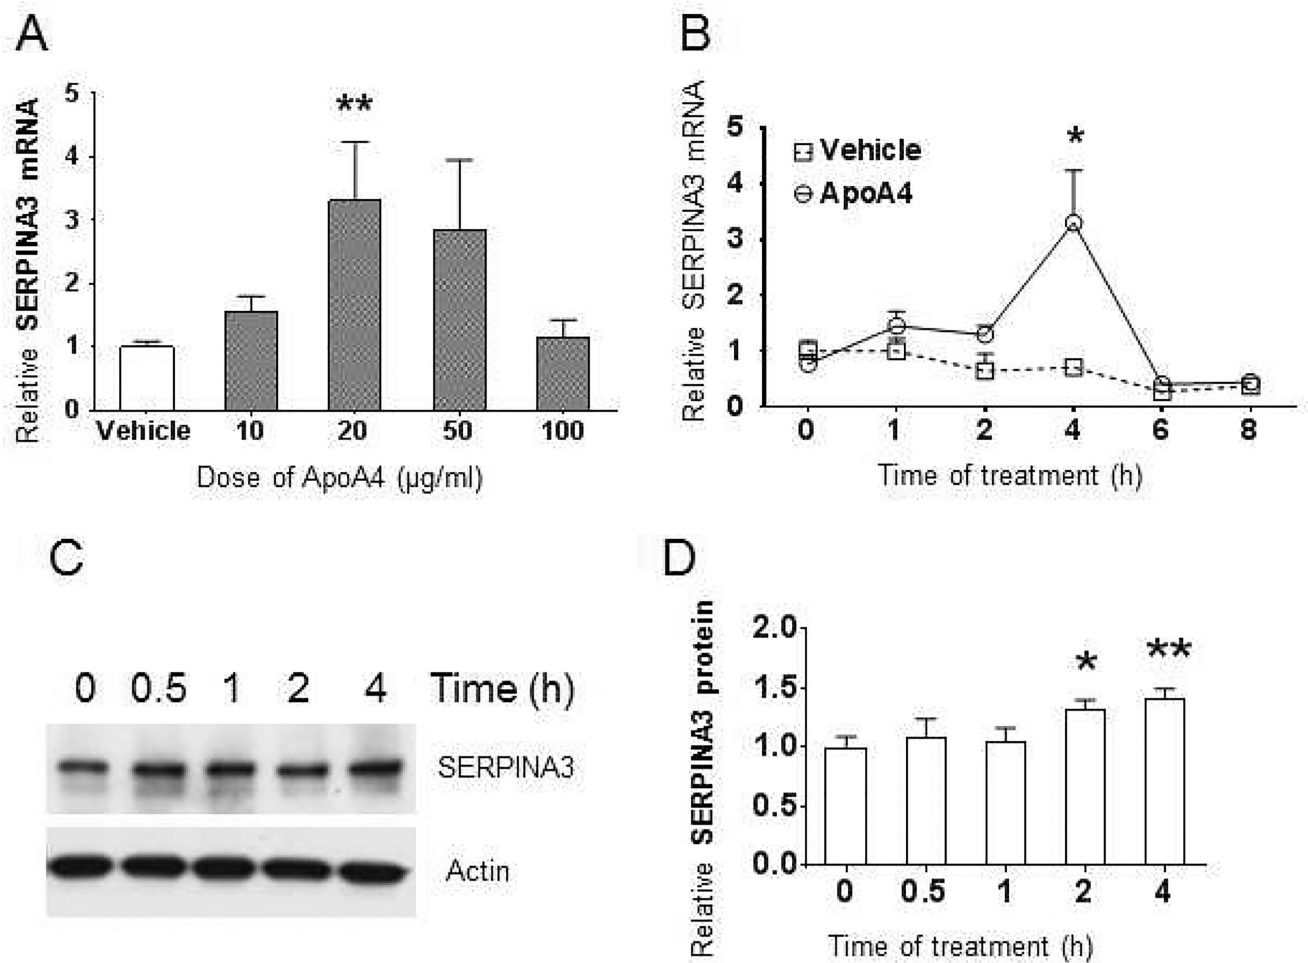 A
Relative SERPINA3 mRNA
5
4
3
2
1
0
**
Vehicle 10 20 50 100
Dose of ApoA4 (µg/ml)
B
Relative SERPINA3 mRNA
5
4
3
2
1
0
Vehicle
ApoA4
*
0 1 2 4 6 8
Time of treatment (h)
C
0 0.5 1 2 4 Time (h)
SERPINA3
Actin
D
Relative SERPINA3 protein
2.0
1.5
1.0
0.5
0.0
* **
0 0.5 1 2 4
Time of treatment (h)